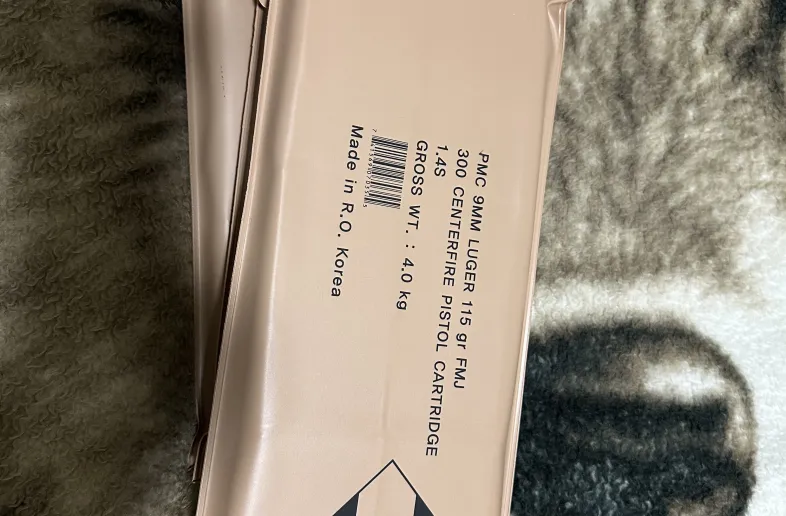 PMC 9MM LUGER 115 gr FMJ
300 CENTERFIRE PISTOL CARTRIDGE
1.4S
GROSS WT. : 4.0 kg
Made in R.O. Korea